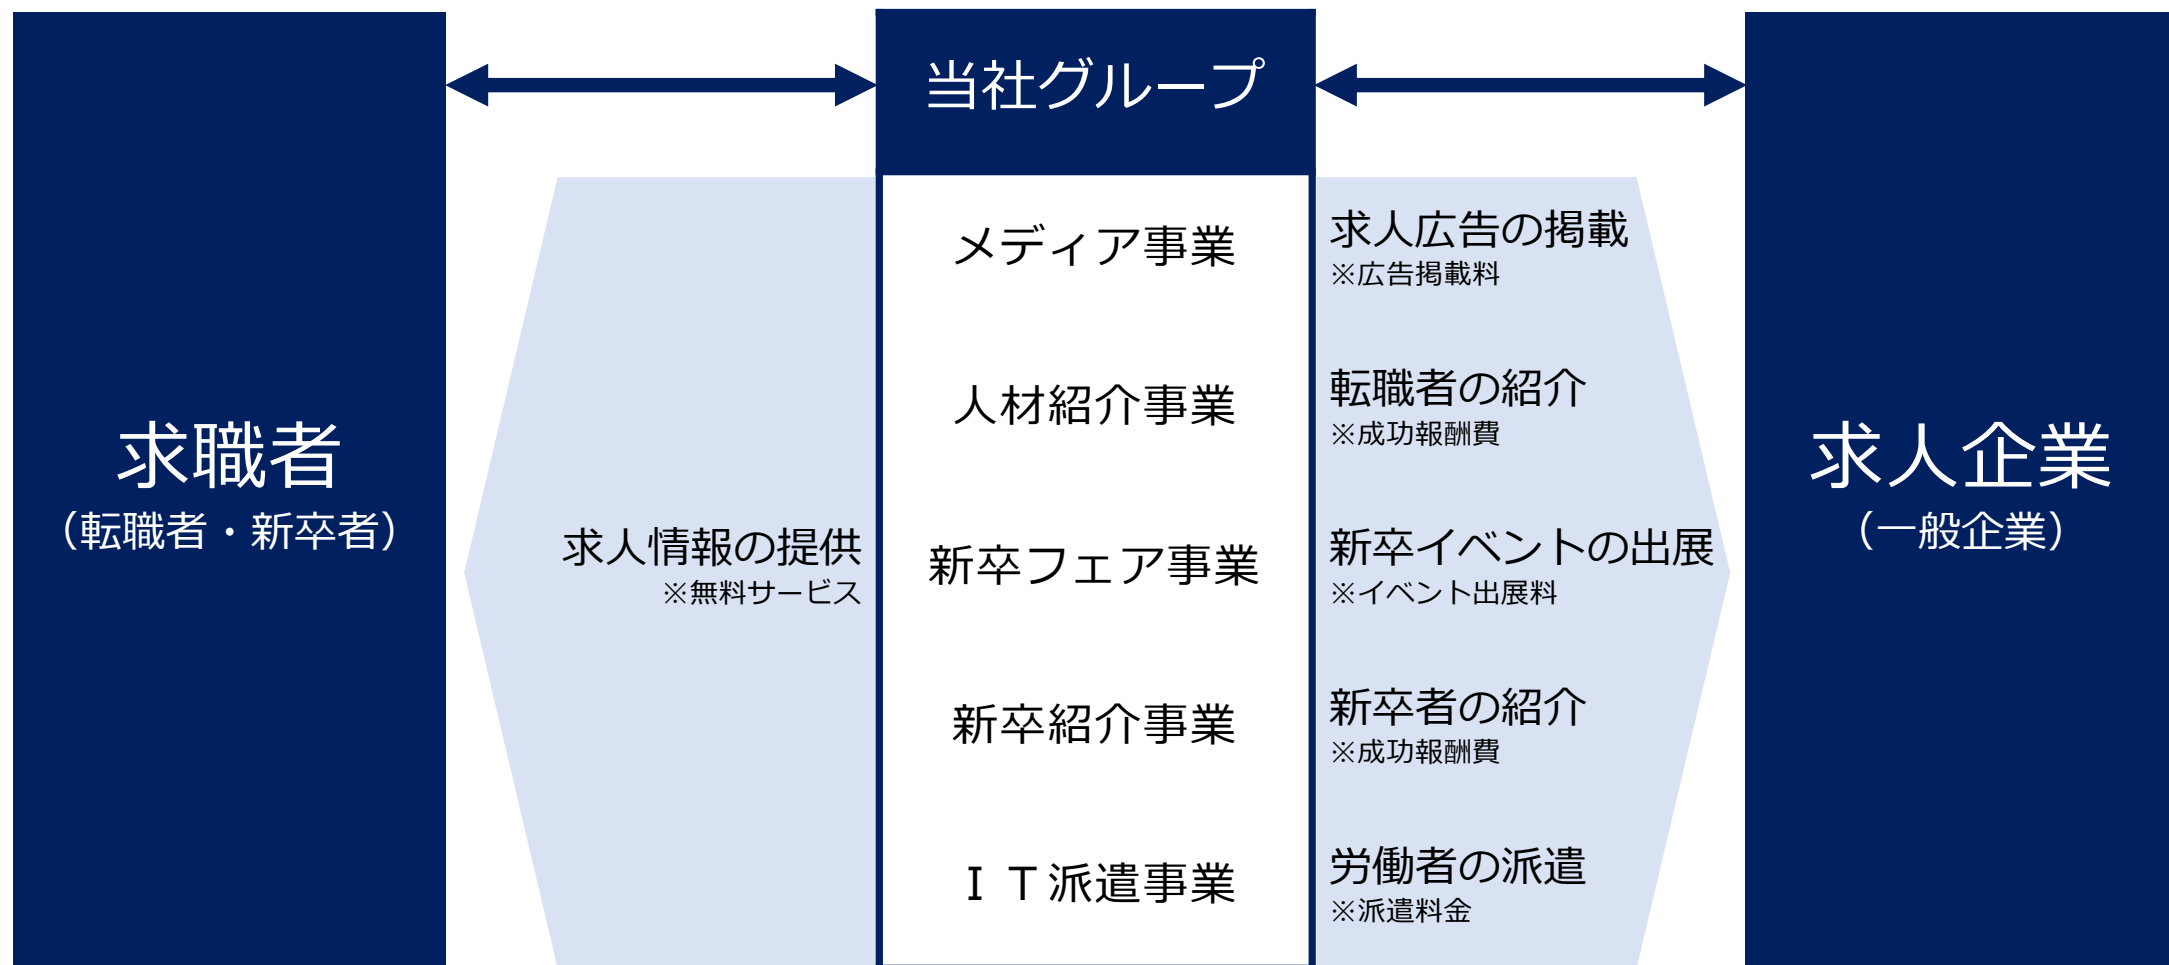 当社グループ
求職者
（転職者・新卒者）
求人情報の提供
※無料サービス
メディア事業
人材紹介事業
新卒フェア事業
新卒紹介事業
ＩＴ派遣事業
求人広告の掲載
※広告掲載料
転職者の紹介
※成功報酬費
新卒イベントの出展
※イベント出展料
新卒者の紹介
※成功報酬費
労働者の派遣
※派遣料金
求人企業
（一般企業）